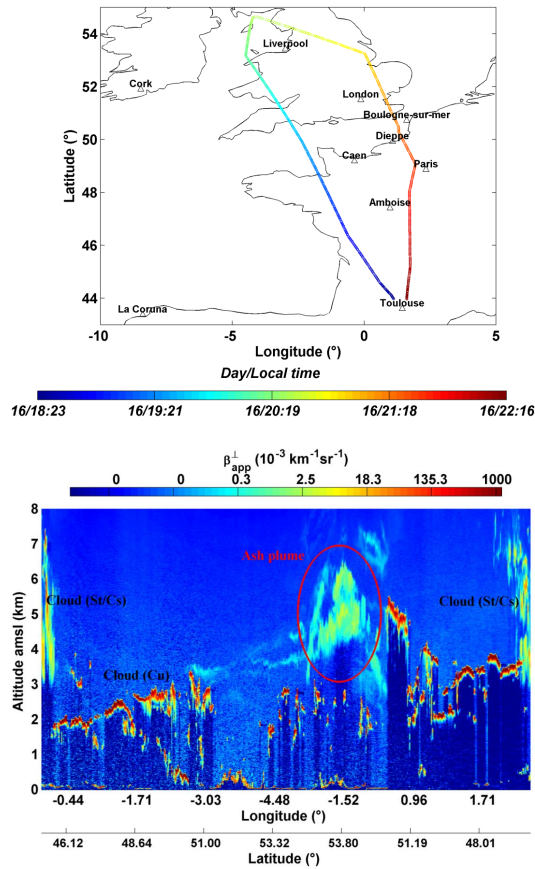 54
52
50
48
46
44
Latitude (°)
Liverpool
Cork
London
Boulogne-sur-mer
Dieppe
Caen
Paris
Amboise
Toulouse
La Coruna
-10 -5 0 5
Longitude (°)
Day/Local time
16/18:23 16/19:21 16/20:19 16/21:18 16/22:16
β⊥app (10-3 km-1sr-1)
0 0 0.3 2.5 18.3 135.3 1000
8
7
6
5
4
3
2
1
0
Altitude amsl (km)
Ash plume
Cloud (St/Cs) Cloud (St/Cs)
Cloud (Cu)
-0.44 -1.71 -3.03 -4.48 -1.52 0.96 1.71
Longitude (°)
46.12 48.64 51.00 53.32 53.80 51.19 48.01
Latitude (°)